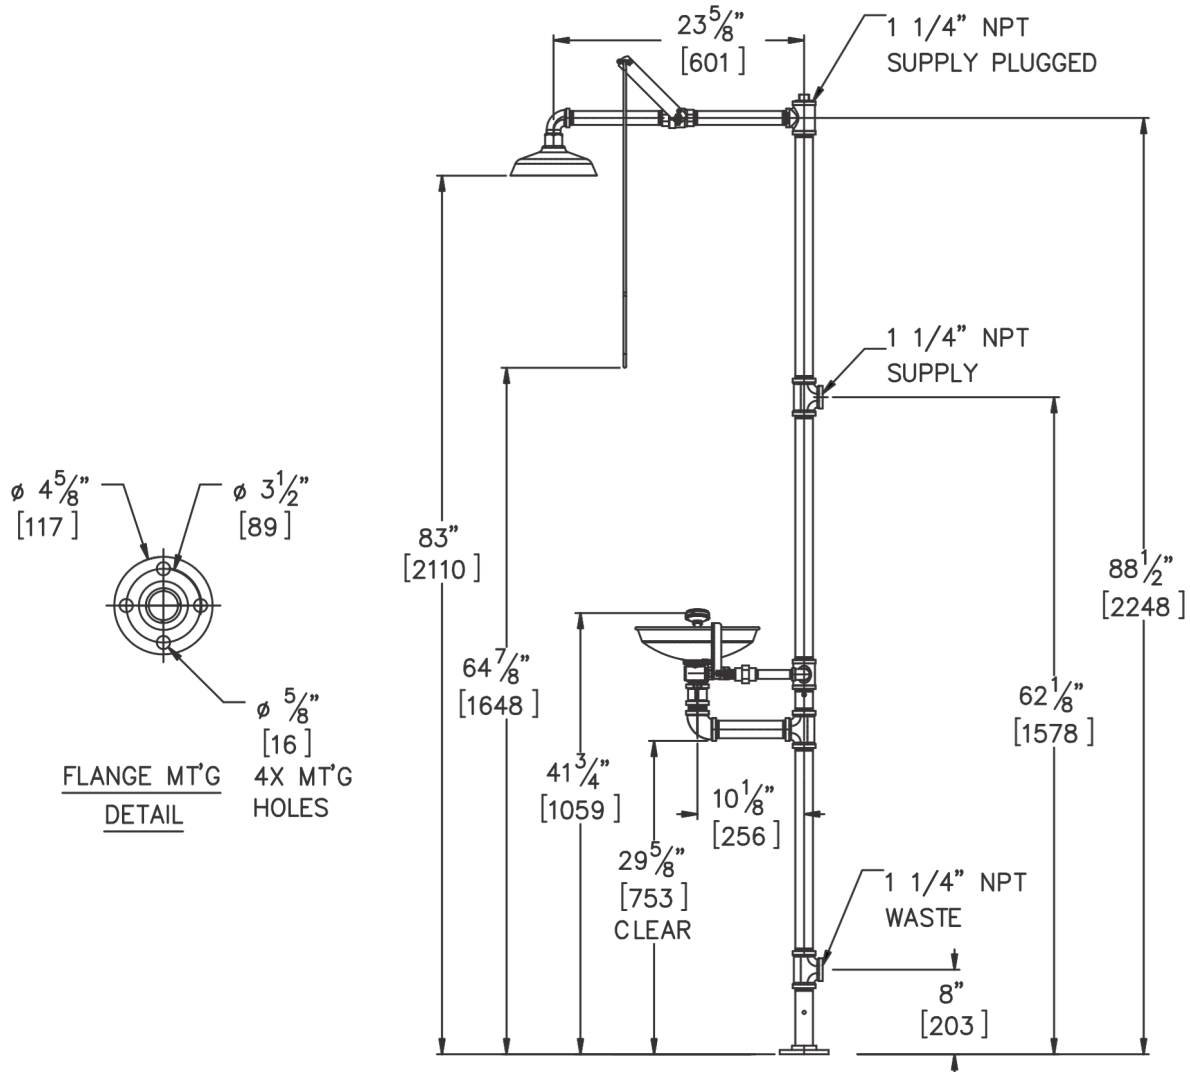 23 5/8"
[601]
1 1/4" NPT
SUPPLY PLUGGED
1 1/4" NPT
SUPPLY
ø 4 5/8"
[117]
ø 3 1/2"
[89]
83"
[2110]
88 1/2"
[2248]
64 7/8"
[1648]
62 1/8"
[1578]
ø 5/8"
[16]
4X MT'G
HOLES
FLANGE MT'G
DETAIL
41 3/4"
[1059]
10 1/8"
[256]
29 5/8"
[753]
CLEAR
1 1/4" NPT
WASTE
8"
[203]